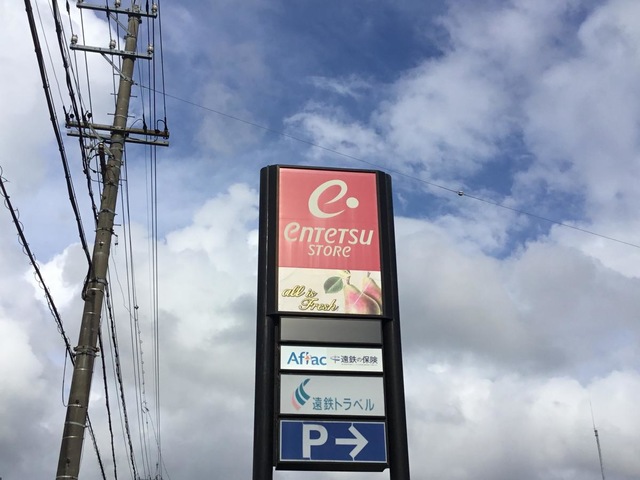 e.
entetsu
STORE
all is
Fresh
Aflac 遠鉄の保険
遠鉄トラベル
P→